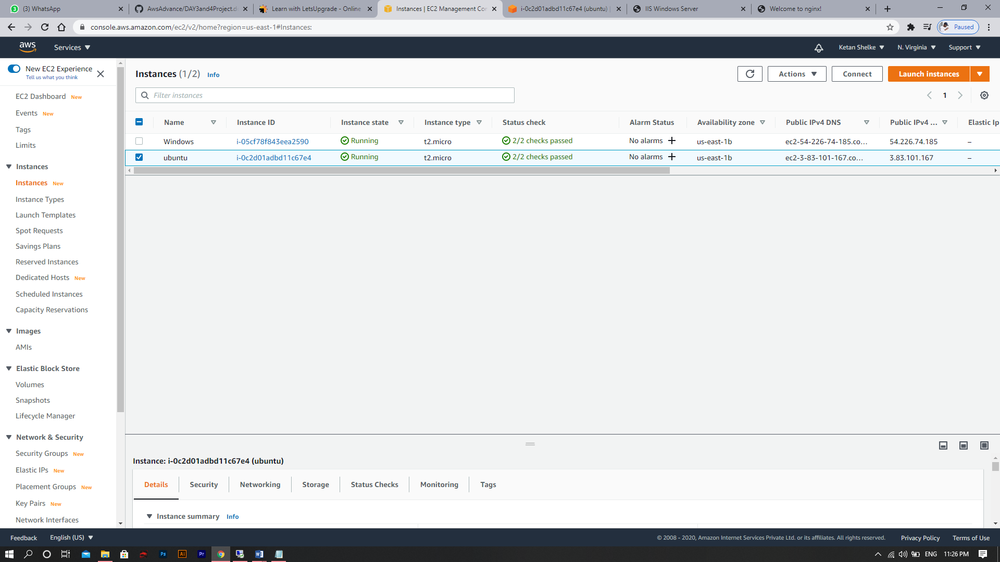 (3) WhatsApp
AwsAdvance/DAY3and4Project.d
Learn with LetsUpgrade - Online
Instances | EC2 Management Con
i-0c2d01adbd11c67e4 (ubuntu) |
IIS Windows Server
Welcome to nginx!
console.aws.amazon.com/ec2/v2/home?region=us-east-1#Instances:
Paused
aws
Services
Ketan Shelke
N. Virginia
Support
New EC2 Experience
Tell us what you think
EC2 Dashboard New
Events New
Tags
Limits
Instances
Instances New
Instance Types
Launch Templates
Spot Requests
Savings Plans
Reserved Instances
Dedicated Hosts New
Scheduled Instances
Capacity Reservations
Images
AMIs
Elastic Block Store
Volumes
Snapshots
Lifecycle Manager
Network & Security
Security Groups New
Elastic IPs New
Placement Groups New
Key Pairs New
Network Interfaces
Instances (1/2) Info
Actions
Connect
Launch instances
Filter instances
1
Name Instance ID Instance state Instance type Status check Alarm Status Availability zone Public IPv4 DNS Public IPv4 ... Elastic Ip
Windows i-05cf78f843eea2590 Running t2.micro 2/2 checks passed No alarms + us-east-1b ec2-54-226-74-185.co... 54.226.74.185 –
ubuntu i-0c2d01adbd11c67e4 Running t2.micro 2/2 checks passed No alarms + us-east-1b ec2-3-83-101-167.co... 3.83.101.167 –
Instance: i-0c2d01adbd11c67e4 (ubuntu)
Details Security Networking Storage Status Checks Monitoring Tags
Instance summary Info
Feedback
English (US)
© 2008 - 2020, Amazon Internet Services Private Ltd. or its affiliates. All rights reserved.
Privacy Policy
Terms of Use
Ps
Ai
Pr
ENG
11:26 PM